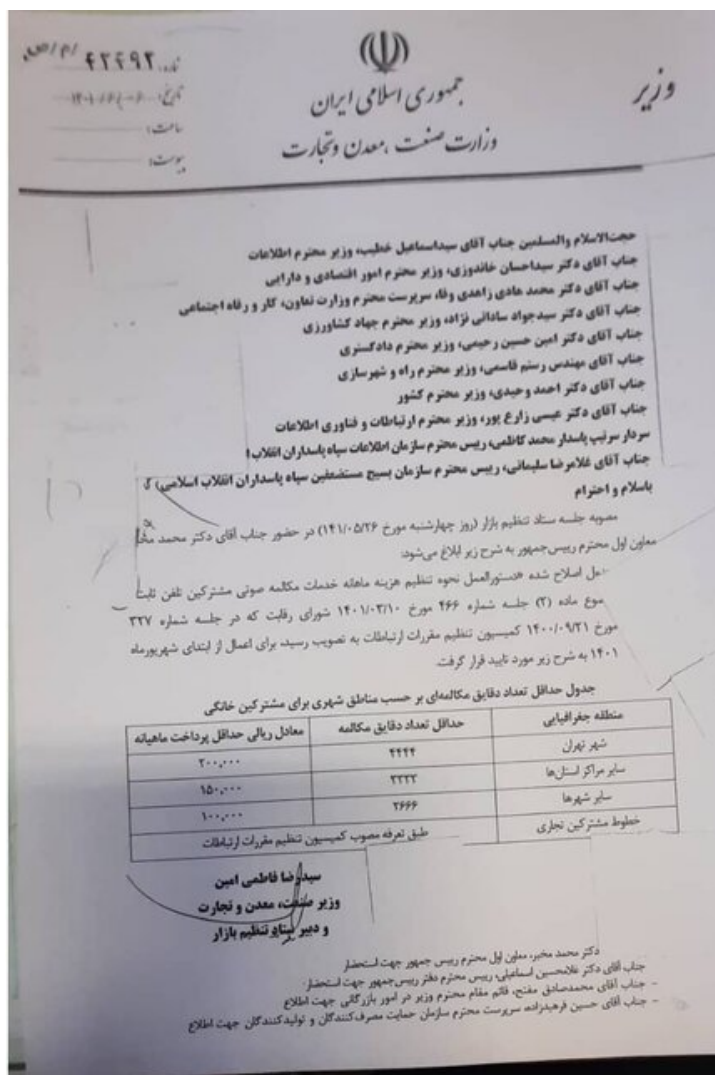 وزیر
جمهوری اسلامی ایران
وزارت صنعت، معدن و تجارت
تاریخ:
ساعت:
پیوست:
حجت‌الاسلام والمسلمین جناب آقای سیداسماعیل خطیب، وزیر محترم اطلاعات
جناب آقای دکتر سیداحسان خاندوزی، وزیر محترم امور اقتصادی و دارایی
جناب آقای دکتر محمد هادی زاهدی وفا، سرپرست محترم وزارت تعاون، کار و رفاه اجتماعی
جناب آقای دکتر سیدجواد ساداتی نژاد، وزیر محترم جهاد کشاورزی
جناب آقای دکتر امین حسین رحیمی، وزیر محترم دادگستری
جناب آقای مهندس رستم قاسمی، وزیر محترم راه و شهرسازی
جناب آقای دکتر احمد وحیدی، وزیر محترم کشور
جناب آقای دکتر عیسی زارع پور، وزیر محترم ارتباطات و فناوری اطلاعات
سردار سرتیپ پاسدار محمد کاظمی، رییس محترم سازمان اطلاعات سپاه پاسداران انقلاب
جناب آقای غلامرضا سلیمانی، رییس محترم سازمان بسیج مستضعفین سپاه پاسداران انقلاب اسلامی
باسلام و احترام
مصوبه جلسه ستاد تنظیم بازار (روز چهارشنبه مورخ ۱۴۱/۰۵/۲۶) در حضور جناب آقای دکتر محمد
معاون اول محترم رییس‌جمهور به شرح زیر ابلاغ می‌شود:
اصلاح شده «دستورالعمل نحوه تنظیم هزینه ماهانه خدمات مکالمه صوتی مشترکین تلفن ثابت
ماده (۲) جلسه شماره ۴۶۶ مورخ ۱۴۰۱/۰۳/۱۰ شورای رقابت که در جلسه شماره ۳۲۷
مورخ ۱۴۰۰/۰۹/۲۱ کمیسیون تنظیم مقررات ارتباطات به تصویب رسید، برای اعمال از ابتدای شهریورماه
۱۴۰۱ به شرح زیر مورد تایید قرار گرفت.
جدول حداقل تعداد دقایق مکالمه‌ای بر حسب مناطق شهری برای مشترکین خانگی
منطقه جغرافیایی حداقل تعداد دقایق مکالمه معادل ریالی حداقل پرداخت ماهیانه
شهر تهران ۴۴۴۴ ۲۰۰,۰۰۰
سایر مراکز استان‌ها ۳۳۳۳ ۱۵۰,۰۰۰
سایر شهرها ۲۶۶۶ ۱۰۰,۰۰۰
خطوط مشترکین تجاری طبق تعرفه مصوب کمیسیون تنظیم مقررات ارتباطات
سیدرضا فاطمی امین
وزیر صنعت، معدن و تجارت
و دبیر ستاد تنظیم بازار
دکتر محمد مخبر، معاون اول محترم رییس جمهور جهت استحضار
جناب آقای دکتر غلامحسین اسماعیلی، رییس محترم دفتر رییس‌جمهور جهت استحضار
- جناب آقای محمدصادق مفتح، قائم مقام محترم وزیر در امور بازرگانی جهت اطلاع
- جناب آقای حسین فرهیدزاده، سرپرست محترم سازمان حمایت مصرف‌کنندگان و تولیدکنندگان جهت اطلاع